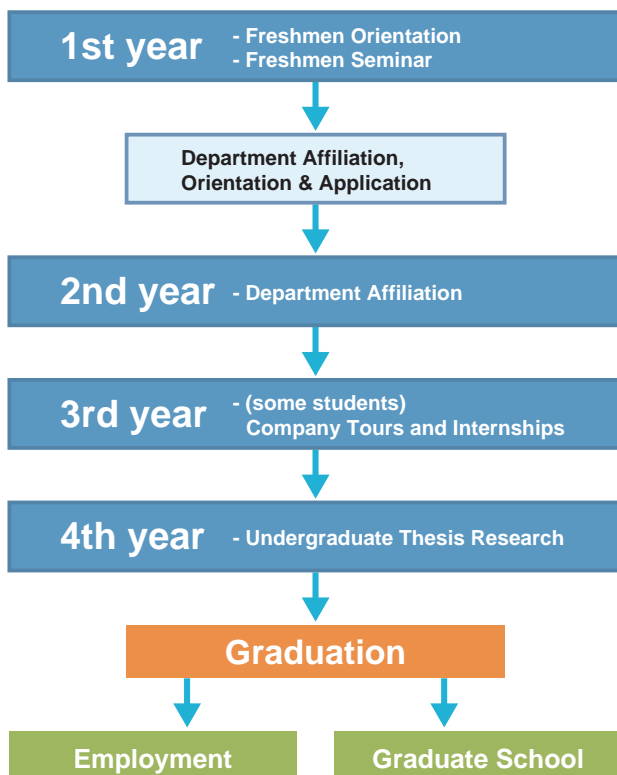 1st year
- Freshmen Orientation
- Freshmen Seminar
Department Affiliation,
Orientation & Application
2nd year - Department Affiliation
3rd year
- (some students)
Company Tours and Internships
4th year - Undergraduate Thesis Research
Graduation
Employment
Graduate School